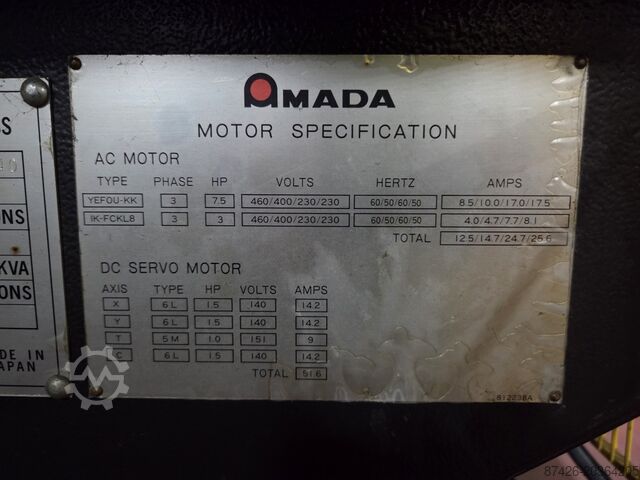 AMADA
MOTOR SPECIFICATION
AC MOTOR
TYPE PHASE HP VOLTS HERTZ AMPS
YEFOU-KK 3 7.5 460/400/230/230 60/50/60/50 8.5/10.0/17.0/17.5
IK-FCKL8 3 3 460/400/230/230 60/50/60/50 4.0/4.7/7.7/8.1
TOTAL 12.5/14.7/24.7/25.6
DC SERVO MOTOR
AXIS TYPE HP VOLTS AMPS
X 6L 1.5 140 14.2
Y 6L 1.5 140 14.2
T 5M 1.0 151 9
C 6L 1.5 140 14.2
TOTAL 51.6
812238A
SS
ONS
KVA
ONS
DE IN
APAN
87426-20364205